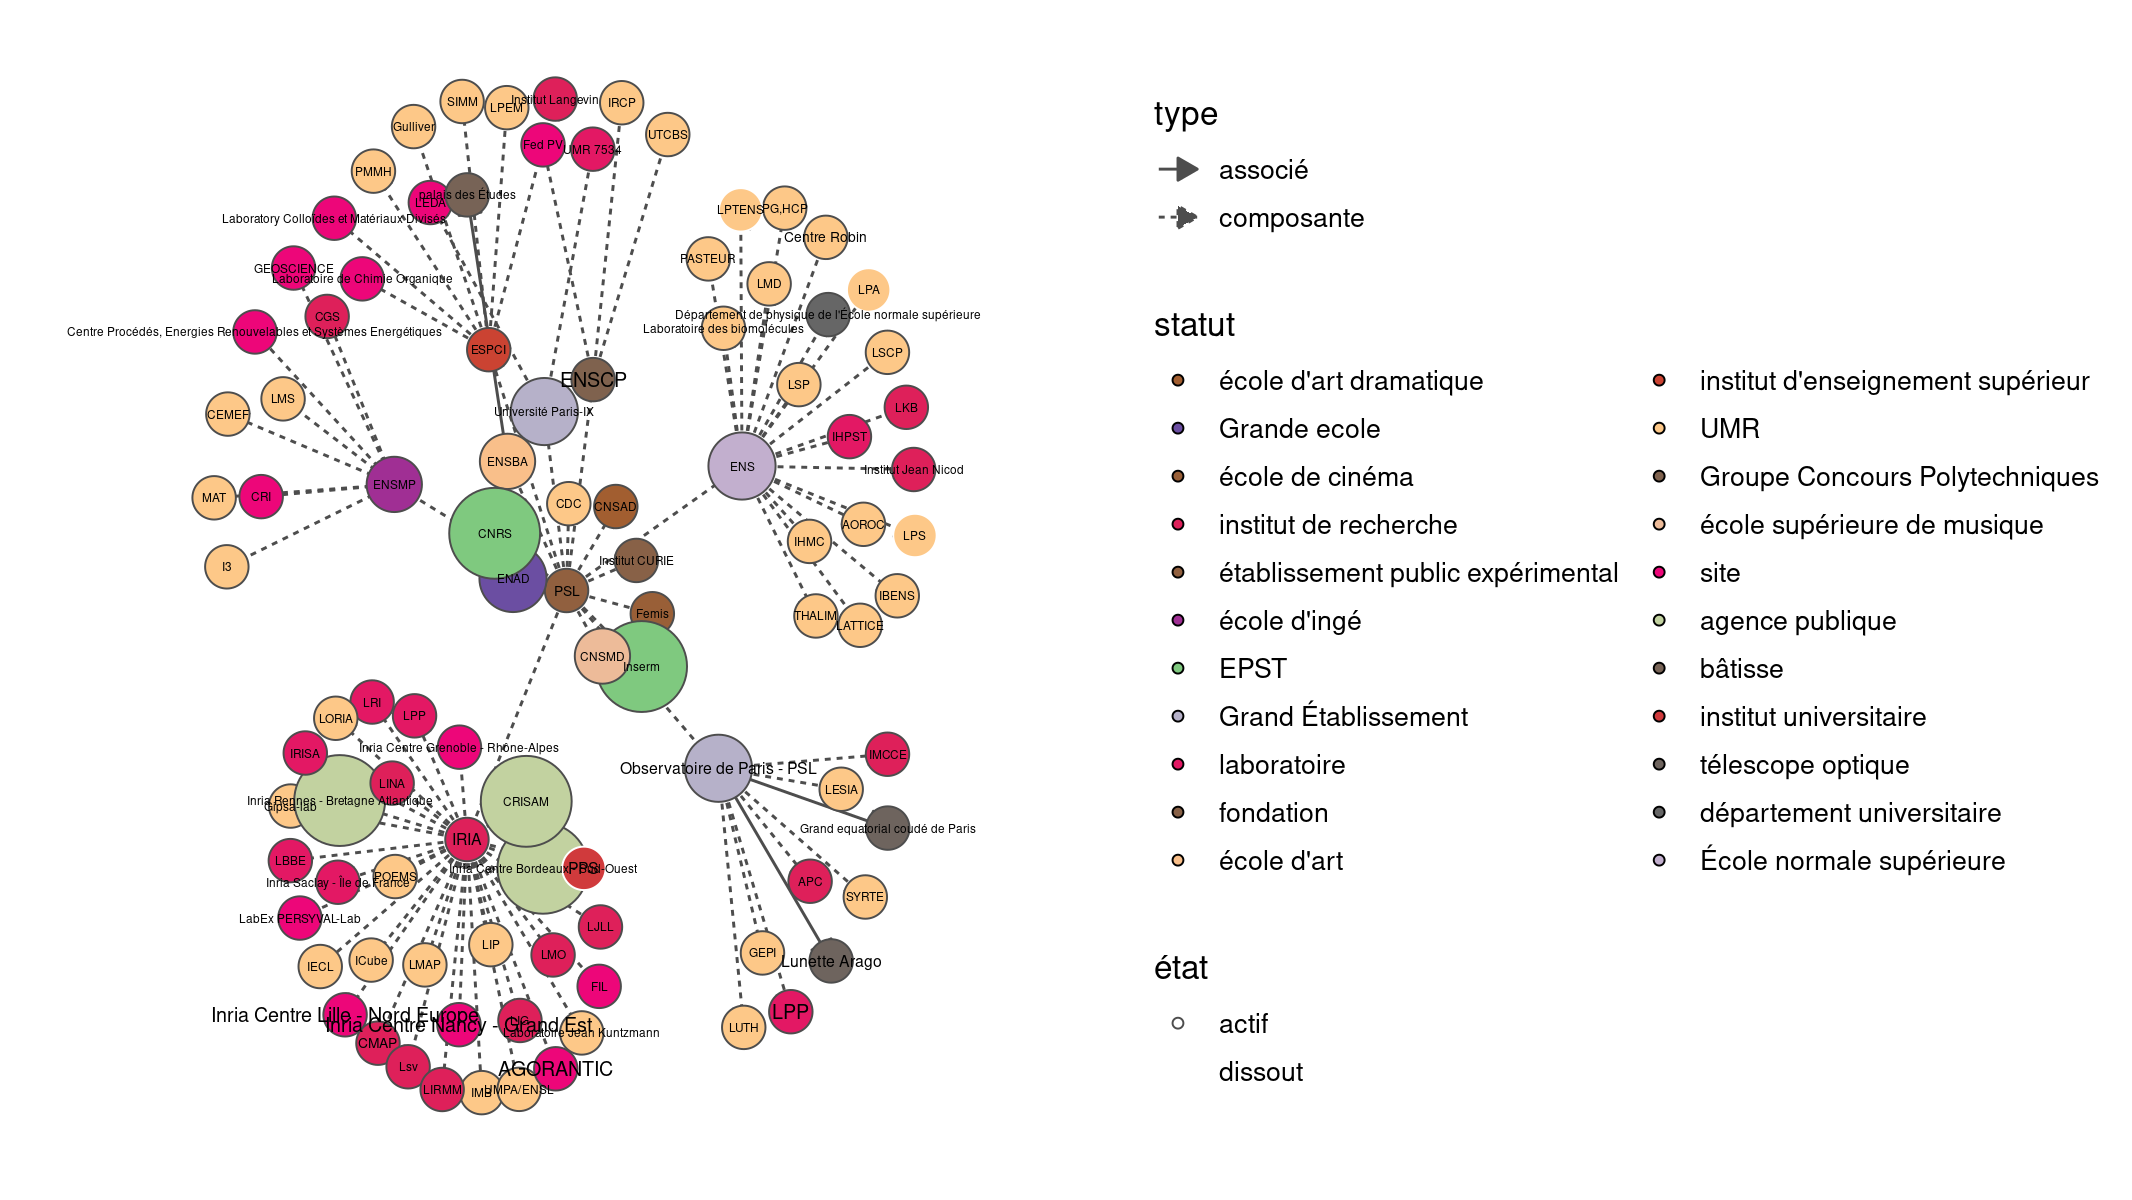 SIMM
LPEM
Institut Langevin
IRCP
Gulliver
UTCBS
Fed PV
UMR 7534
PMMH
palais des Études
LEDA
Laboratory Colloïdes et Matériaux Divisés
GEOSCIENCE
Laboratoire de Chimie Organique
CGS
Centre Procédés, Energies Renouvelables et Systèmes Energétiques
ESPCI
ENSCP
LMS
CEMEF
Université Paris-IX
ENSBA
ENSMP
MAT
CRI
CDC
CNSAD
CNRS
I3
ENAD
Institut CURIE
PSL
Femis
CNSMD
Inserm
LPTENS
PG,HCP
Centre Robin
PASTEUR
LMD
LPA
Département de physique de l'École normale supérieure
Laboratoire des biomolécules
LSCP
LSP
LKB
IHPST
ENS
Institut Jean Nicod
AOROC
LPS
IHMC
IBENS
THALIM
LATTICE
LRI
LPP
LORIA
Inria Centre Grenoble - Rhône-Alpes
IRISA
LINA
Inria Rennes - Bretagne Atlantique
Gipsa-lab
CRISAM
IRIA
LBBE
Inria Centre Bordeaux - Sud-Ouest
PPS
POEMS
Inria Saclay - Île de France
LabEx PERSYVAL-Lab
LJLL
LIP
LMO
IECL
ICube
LMAP
FIL
Inria Centre Lille - Nord Europe
Inria Centre Nancy - Grand Est
LIG
Laboratoire Jean Kuntzmann
CMAP
Lsv
AGORANTIC
LIRMM
IMB
UMPA/ENSL
Observatoire de Paris - PSL
IMCCE
LESIA
Grand equatorial coudé de Paris
APC
SYRTE
GEPI
Lunette Arago
LPP
LUTH
type
associé
composante
statut
école d'art dramatique
Grande ecole
école de cinéma
institut de recherche
établissement public expérimental
école d'ingé
EPST
Grand Établissement
laboratoire
fondation
école d'art
institut d'enseignement supérieur
UMR
Groupe Concours Polytechniques
école supérieure de musique
site
agence publique
bâtisse
institut universitaire
télescope optique
département universitaire
École normale supérieure
état
actif
dissout